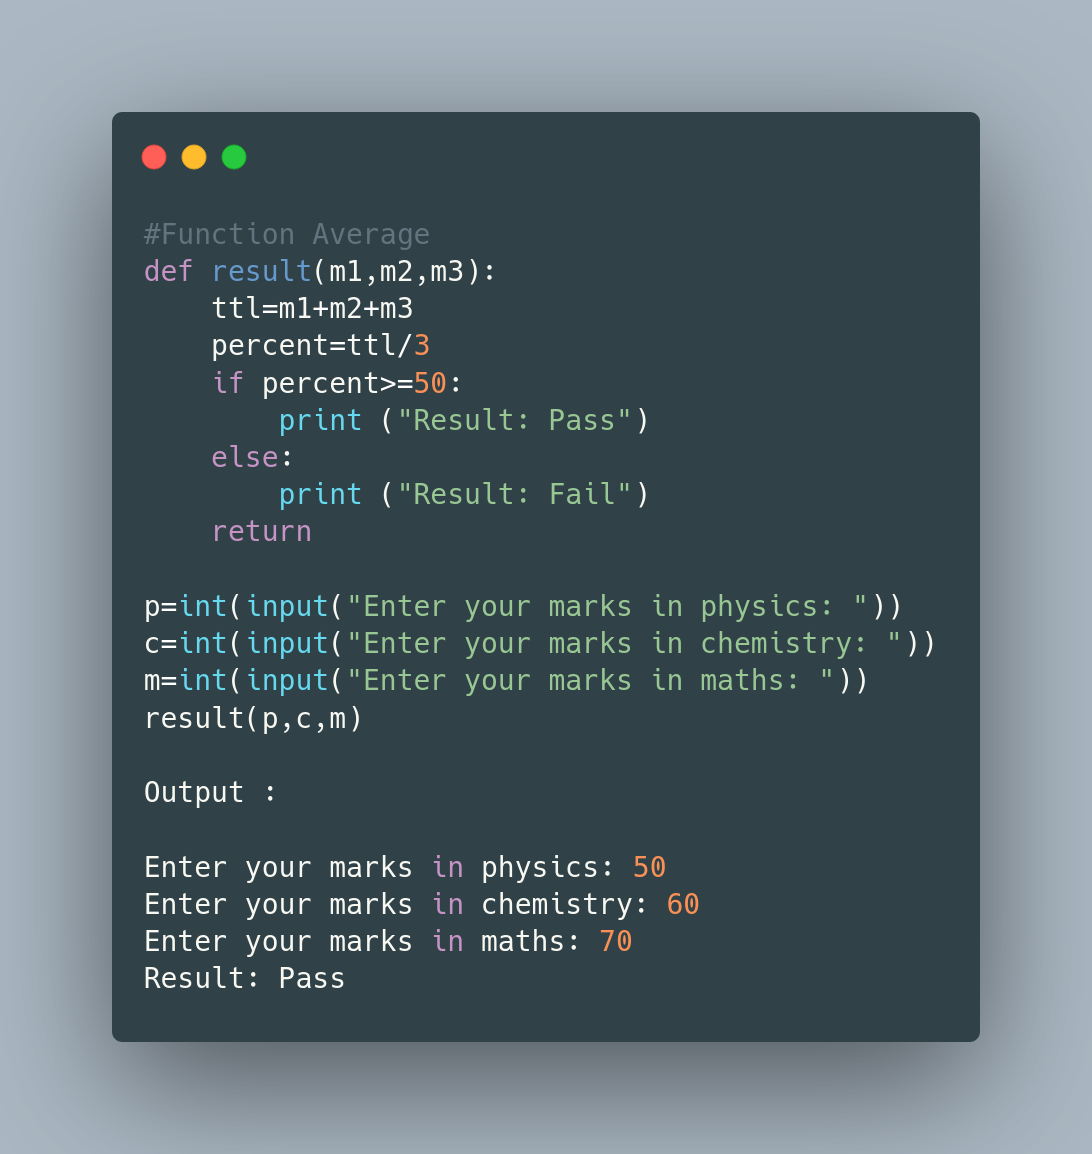 #Function Average
def result(m1,m2,m3):
    ttl=m1+m2+m3
    percent=ttl/3
    if percent>=50:
        print ("Result: Pass")
    else:
        print ("Result: Fail")
    return

p=int(input("Enter your marks in physics: "))
c=int(input("Enter your marks in chemistry: "))
m=int(input("Enter your marks in maths: "))
result(p,c,m)

Output :

Enter your marks in physics: 50
Enter your marks in chemistry: 60
Enter your marks in maths: 70
Result: Pass